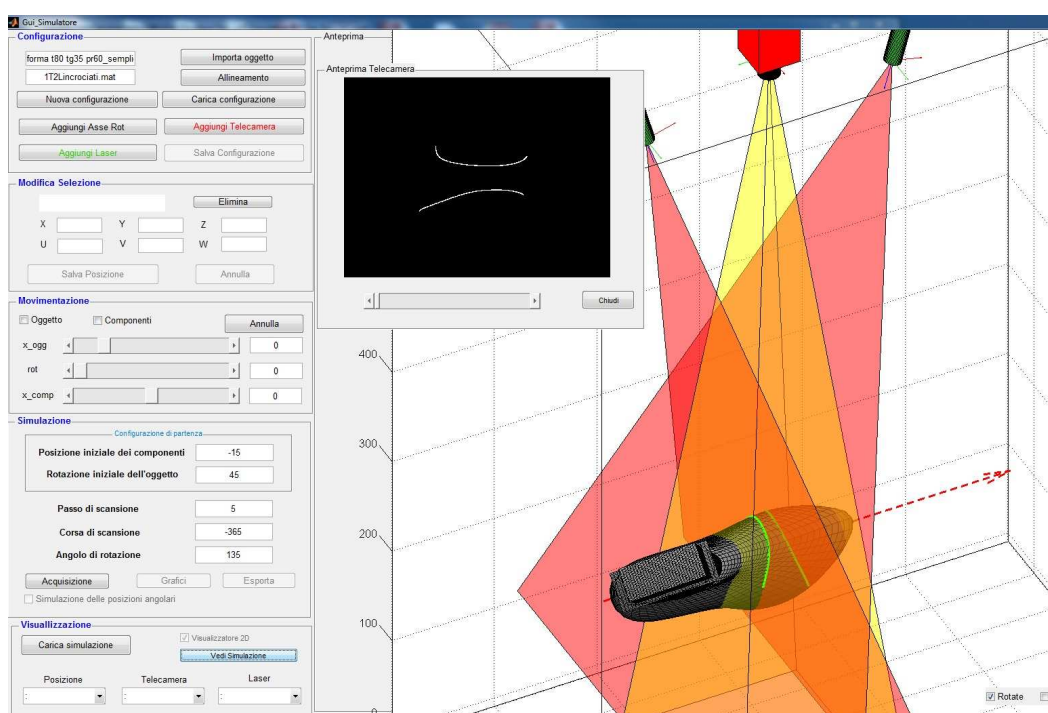 Gui_Simulatore
Configurazione
forma t80 tg35 pr60_sempli
Importa oggetto
1T2Lincrociati.mat
Allineamento
Nuova configurazione
Carica configurazione
Aggiungi Asse Rot
Aggiungi Telecamera
Aggiungi Laser
Salva Configurazione
Modifica Selezione
Elimina
X Y Z
U V W
Salva Posizione
Annulla
Movimentazione
Oggetto
Componenti
Annulla
x_ogg 0
rot 0
x_comp 0
Simulazione
Configurazione di partenza
Posizione iniziale dei componenti -15
Rotazione iniziale dell'oggetto 45
Passo di scansione 5
Corsa di scansione -365
Angolo di rotazione 135
Acquisizione
Grafici
Esporta
Simulazione delle posizioni angolari
Visuallizzazione
Carica simulazione
Visualizzatore 2D
Vedi Simulazione
Posizione
Telecamera
Laser
:
:
:
Anteprima
Anteprima Telecamera
Chiudi
400
300
200
100
0
Rotate